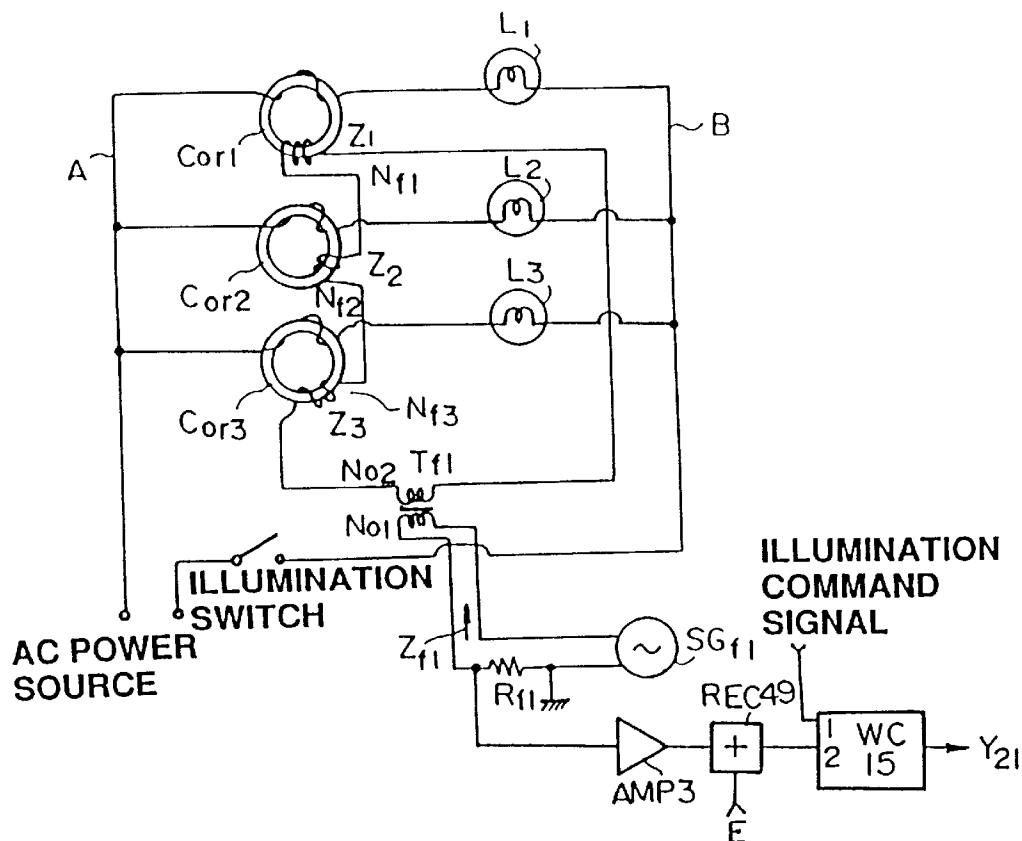 L1
A
B
Cor1
Z1
Nf1
L2
Cor2
Z2
Nf2
L3
Cor3
Z3
Nf3
No2
Tf1
No1
ILLUMINATION
SWITCH
AC POWER
SOURCE
ILLUMINATION
COMMAND
SIGNAL
Zf1
Rf1
SGf1
REC49
1
2
WC
15
Y21
AMP3
+
E